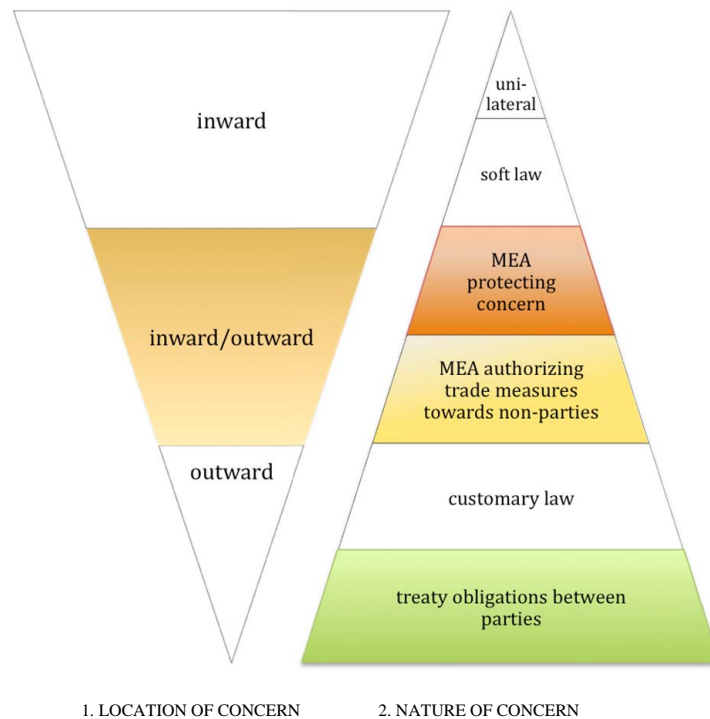 inward
inward/outward
outward
uni-
lateral
soft law
MEA
protecting
concern
MEA authorizing
trade measures
towards non-parties
customary law
treaty obligations between
parties
1. LOCATION OF CONCERN
2. NATURE OF CONCERN